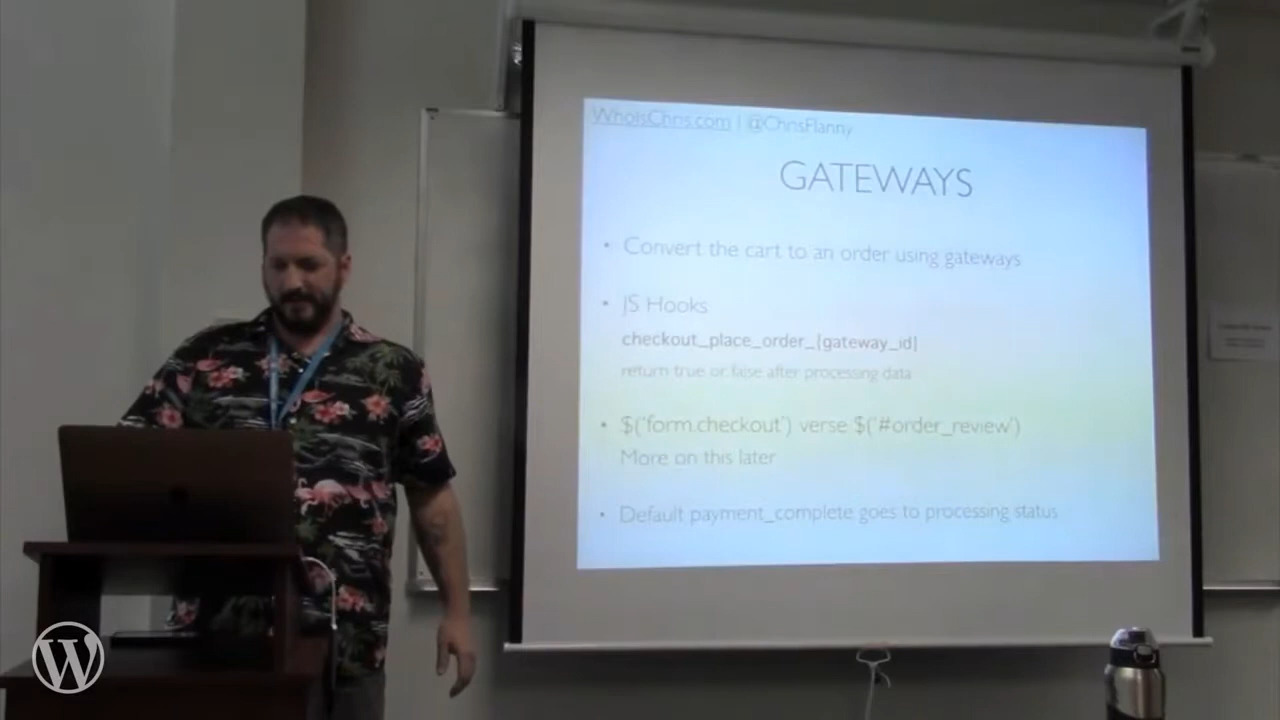 WhoIsChris.com | @ChrisFlanny
GATEWAYS
• Convert the cart to an order using gateways
• JS Hooks
checkout_place_order_[gateway_id]
return true or false after processing data
• $('form.checkout') verse $('#order_review')
More on this later
• Default payment_complete goes to processing status